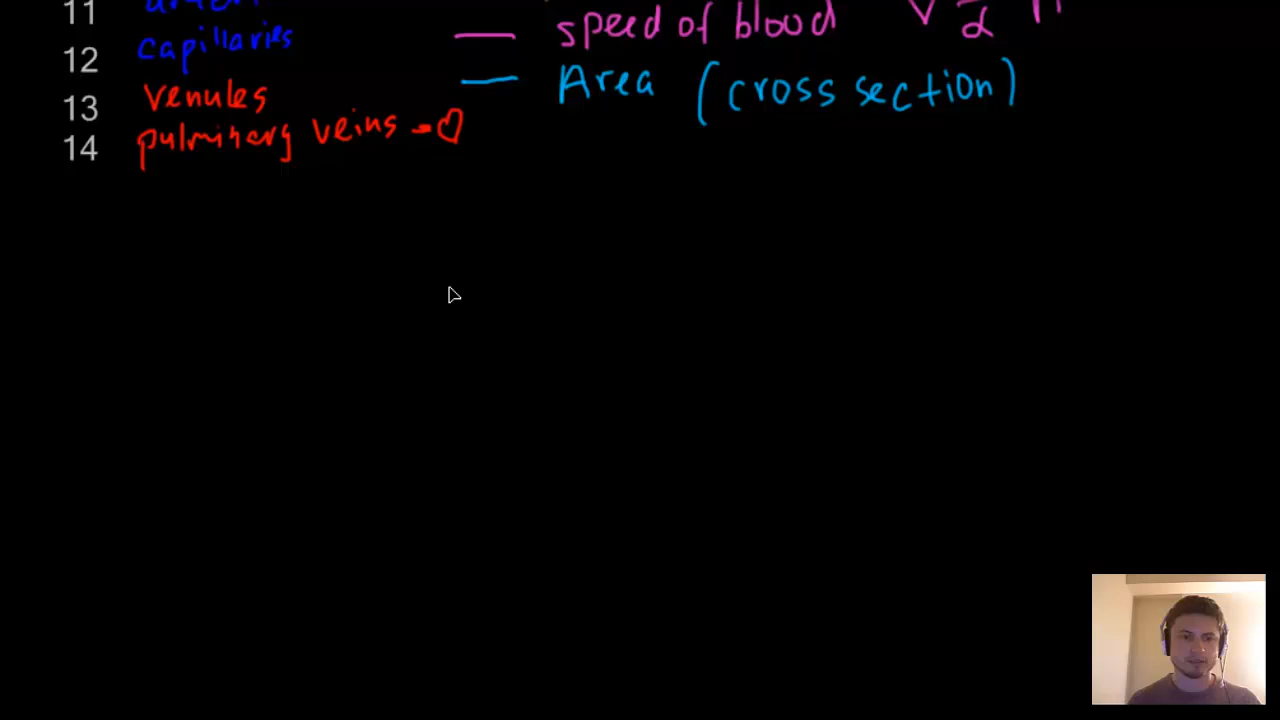 11
speed of blood
12 capillaries
Area (cross section)
13 venules
14 pulminary veins -